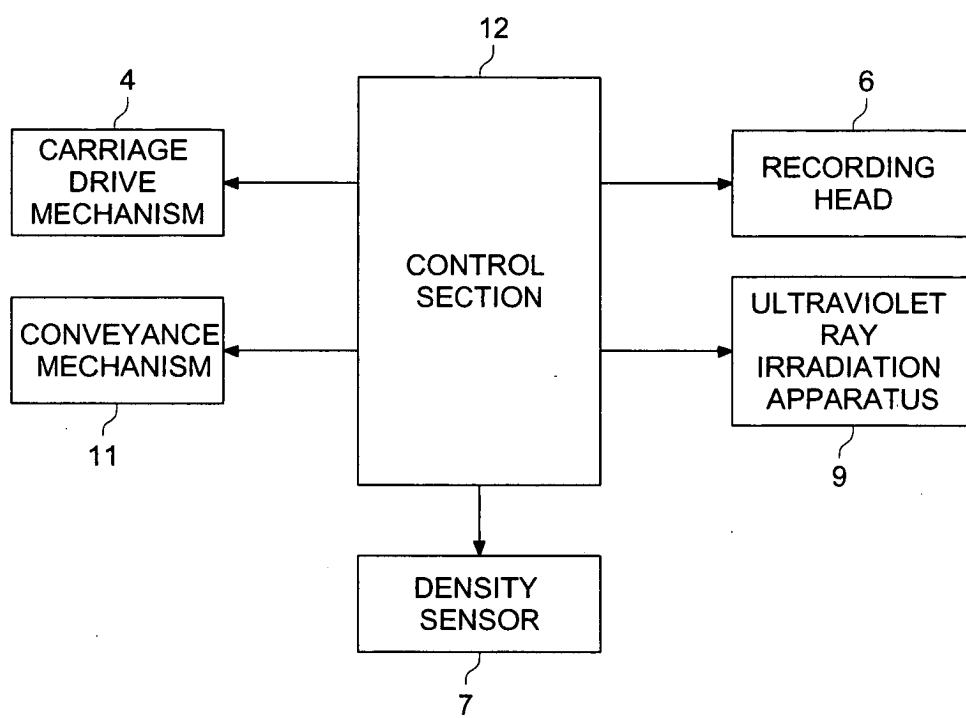 12
4
CARRIAGE
DRIVE
MECHANISM
6
RECORDING
HEAD
CONTROL
SECTION
CONVEYANCE
MECHANISM
11
ULTRAVIOLET
RAY
IRRADIATION
APPARATUS
9
DENSITY
SENSOR
7